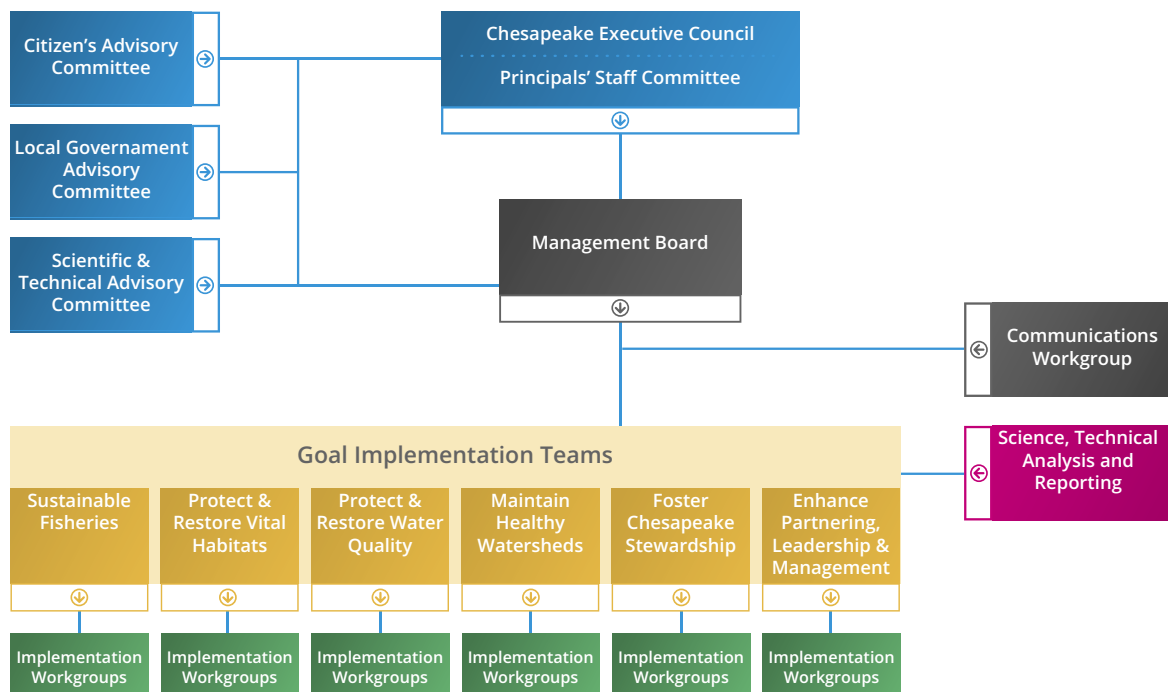 Citizen's Advisory
Committee
Chesapeake Executive Council
Principals' Staff Committee
Local Governament
Advisory
Committee
Management Board
Scientific &
Technical Advisory
Committee
Communications
Workgroup
Goal Implementation Teams
Science, Technical
Analysis and
Reporting
Sustainable
Fisheries
Protect &
Restore Vital
Habitats
Protect &
Restore Water
Quality
Maintain
Healthy
Watersheds
Foster
Chesapeake
Stewardship
Enhance
Partnering,
Leadership &
Management
Implementation
Workgroups
Implementation
Workgroups
Implementation
Workgroups
Implementation
Workgroups
Implementation
Workgroups
Implementation
Workgroups